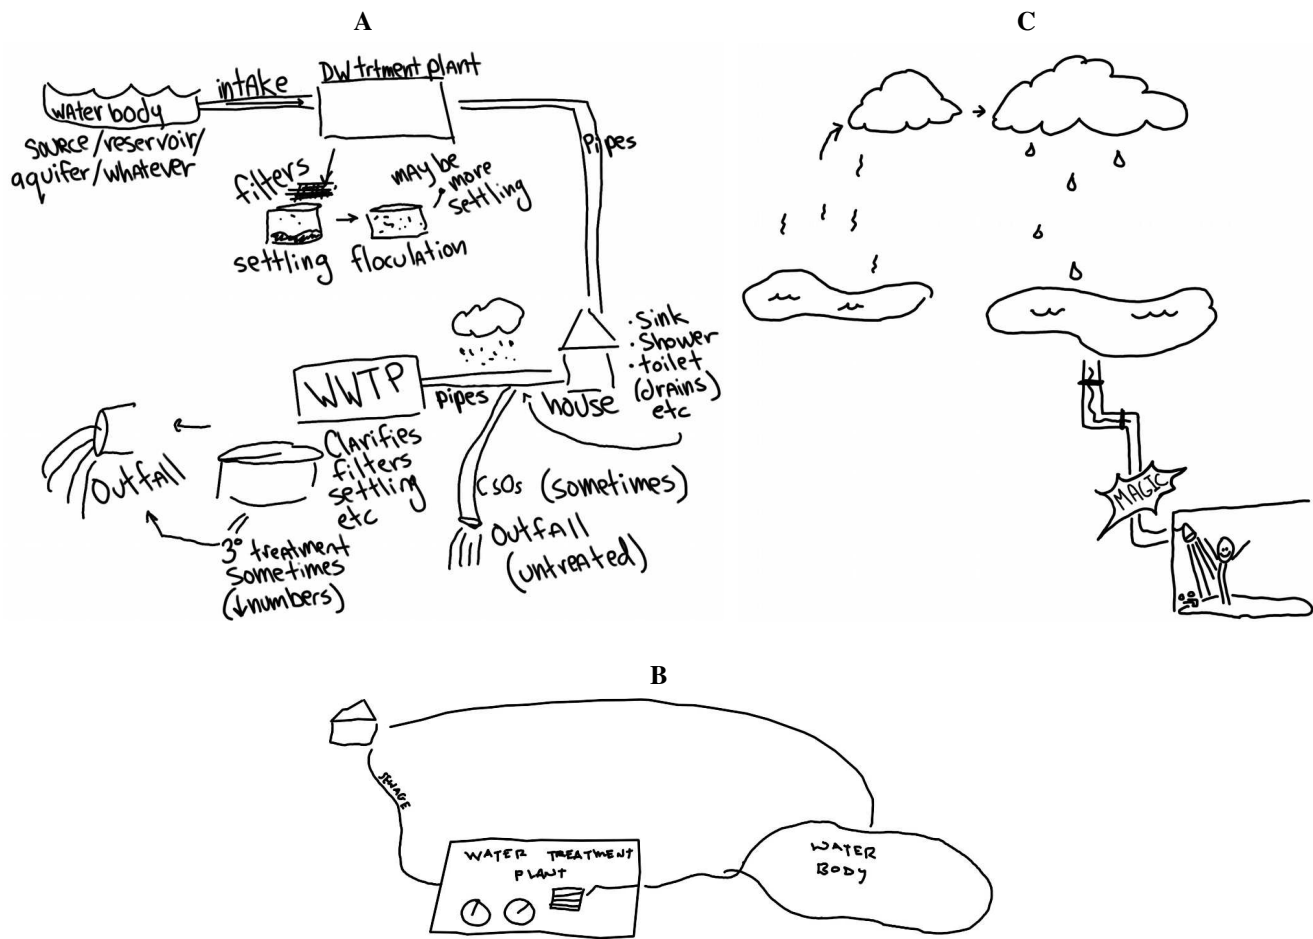 A
intAke
DW trtment plant
water body
source/reservoir/
aquifer/whatever
Pipes
filters
may be
more
settling
settling
floculation
· Sink
· Shower
· toilet
(drains)
etc
WWTP
pipes
house
Clarifies
filters
settling
etc
Outfall
CSOs (sometimes)
Outfall
(untreated)
3° treatment
sometimes
(↓numbers)
C
MAGIC
B
SEWAGE
WATER TREATMENT
PLANT
WATER
BODY